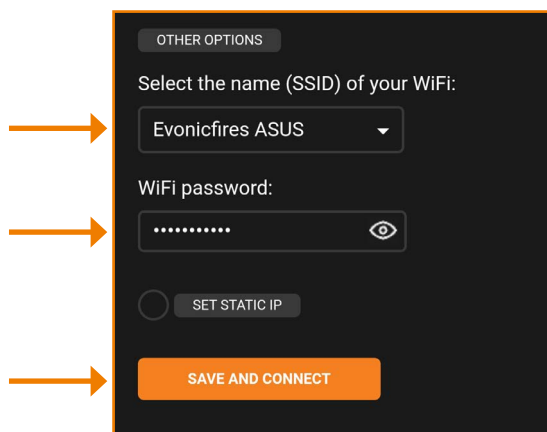 OTHER OPTIONS
Select the name (SSID) of your WiFi:
Evonicfires ASUS
WiFi password:
•••••••••••
SET STATIC IP
SAVE AND CONNECT